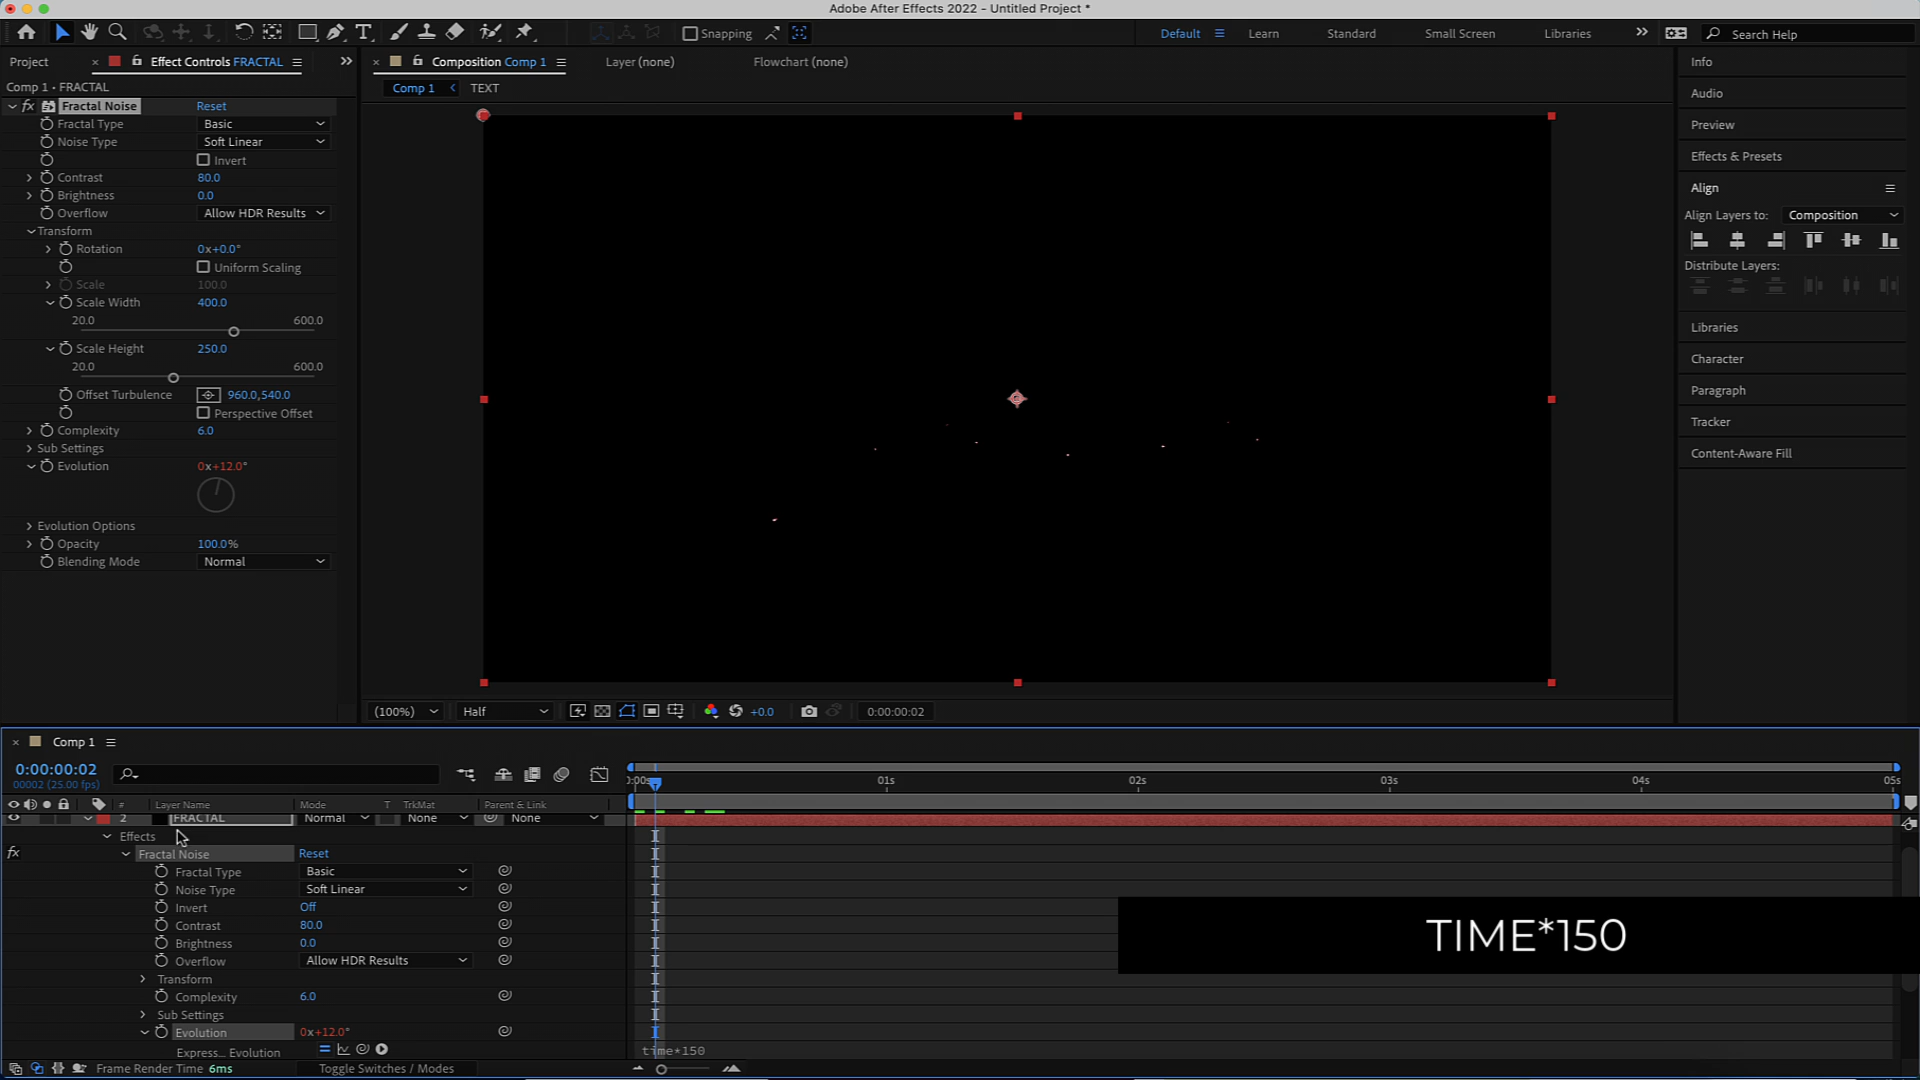 Adobe After Effects 2022 - Untitled Project *
Snapping
Default
Learn
Standard
Small Screen
Libraries
Search Help
Project
Effect Controls FRACTAL
Composition Comp 1
Layer (none)
Flowchart (none)
Info
Comp 1 • FRACTAL
Comp 1
TEXT
Audio
Fractal Noise
Reset
Fractal Type
Basic
Preview
Noise Type
Soft Linear
Invert
Effects & Presets
Contrast
80.0
Brightness
0.0
Align
Overflow
Allow HDR Results
Align Layers to:
Composition
Transform
Rotation
0x+0.0°
Uniform Scaling
Distribute Layers:
Scale
100.0
Scale Width
400.0
20.0
600.0
Libraries
Scale Height
250.0
Character
20.0
600.0
Offset Turbulence
960.0,540.0
Paragraph
Perspective Offset
Complexity
6.0
Tracker
Sub Settings
Content-Aware Fill
Evolution
0x+12.0°
Evolution Options
Opacity
100.0%
Blending Mode
Normal
(100%)
Half
+0.0
0:00:00:02
Comp 1
0:00:00:02
00002 (25.00 fps)
0:00s
01s
02s
03s
04s
05s
#
Layer Name
Mode
T
TrkMat
Parent & Link
2
FRACTAL
Normal
None
None
Effects
fx
Fractal Noise
Reset
Fractal Type
Basic
Noise Type
Soft Linear
Invert
Off
Contrast
80.0
Brightness
0.0
TIME*150
Overflow
Allow HDR Results
Transform
Complexity
6.0
Sub Settings
Evolution
0x+12.0°
Express... Evolution
time*150
Frame Render Time 6ms
Toggle Switches / Modes